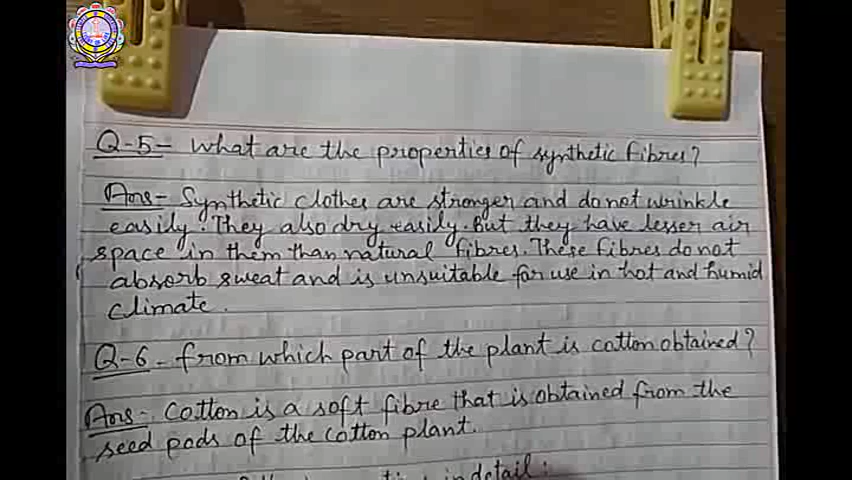 Q-5- What are the properties of synthetic fibres?
Ans- Synthetic clothes are stronger and do not wrinkle
easily. They also dry easily. But they have lesser air
space in them than natural fibres. These fibres do not
absorb sweat and is unsuitable for use in hot and humid
climate.
Q-6- from which part of the plant is cotton obtained?
Ans- Cotton is a soft fibre that is obtained from the
seed pods of the cotton plant.
in detail: